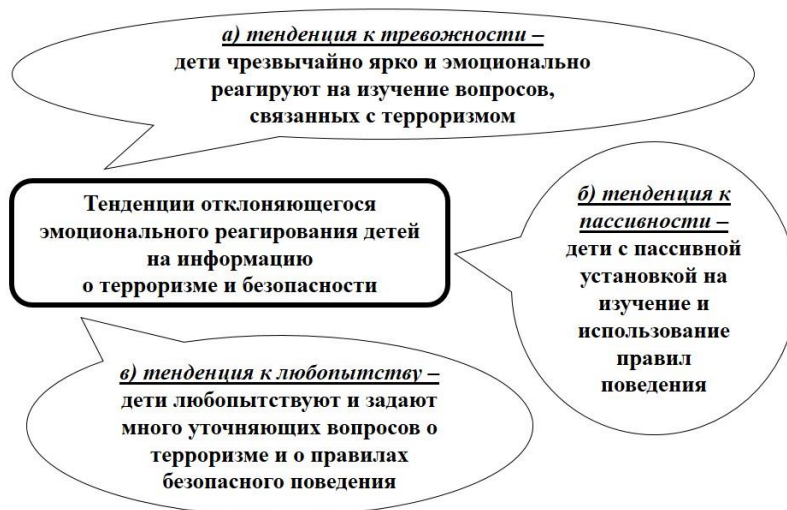 а) тенденция к тревожности –
дети чрезвычайно ярко и эмоционально
реагируют на изучение вопросов,
связанных с терроризмом
Тенденции отклоняющегося
эмоционального реагирования детей
на информацию
о терроризме и безопасности
б) тенденция к
пассивности –
дети с пассивной
установкой на
изучение и
использование
правил
поведения
в) тенденция к любопытству –
дети любопытствуют и задают
много уточняющих вопросов о
терроризме и о правилах
безопасного поведения